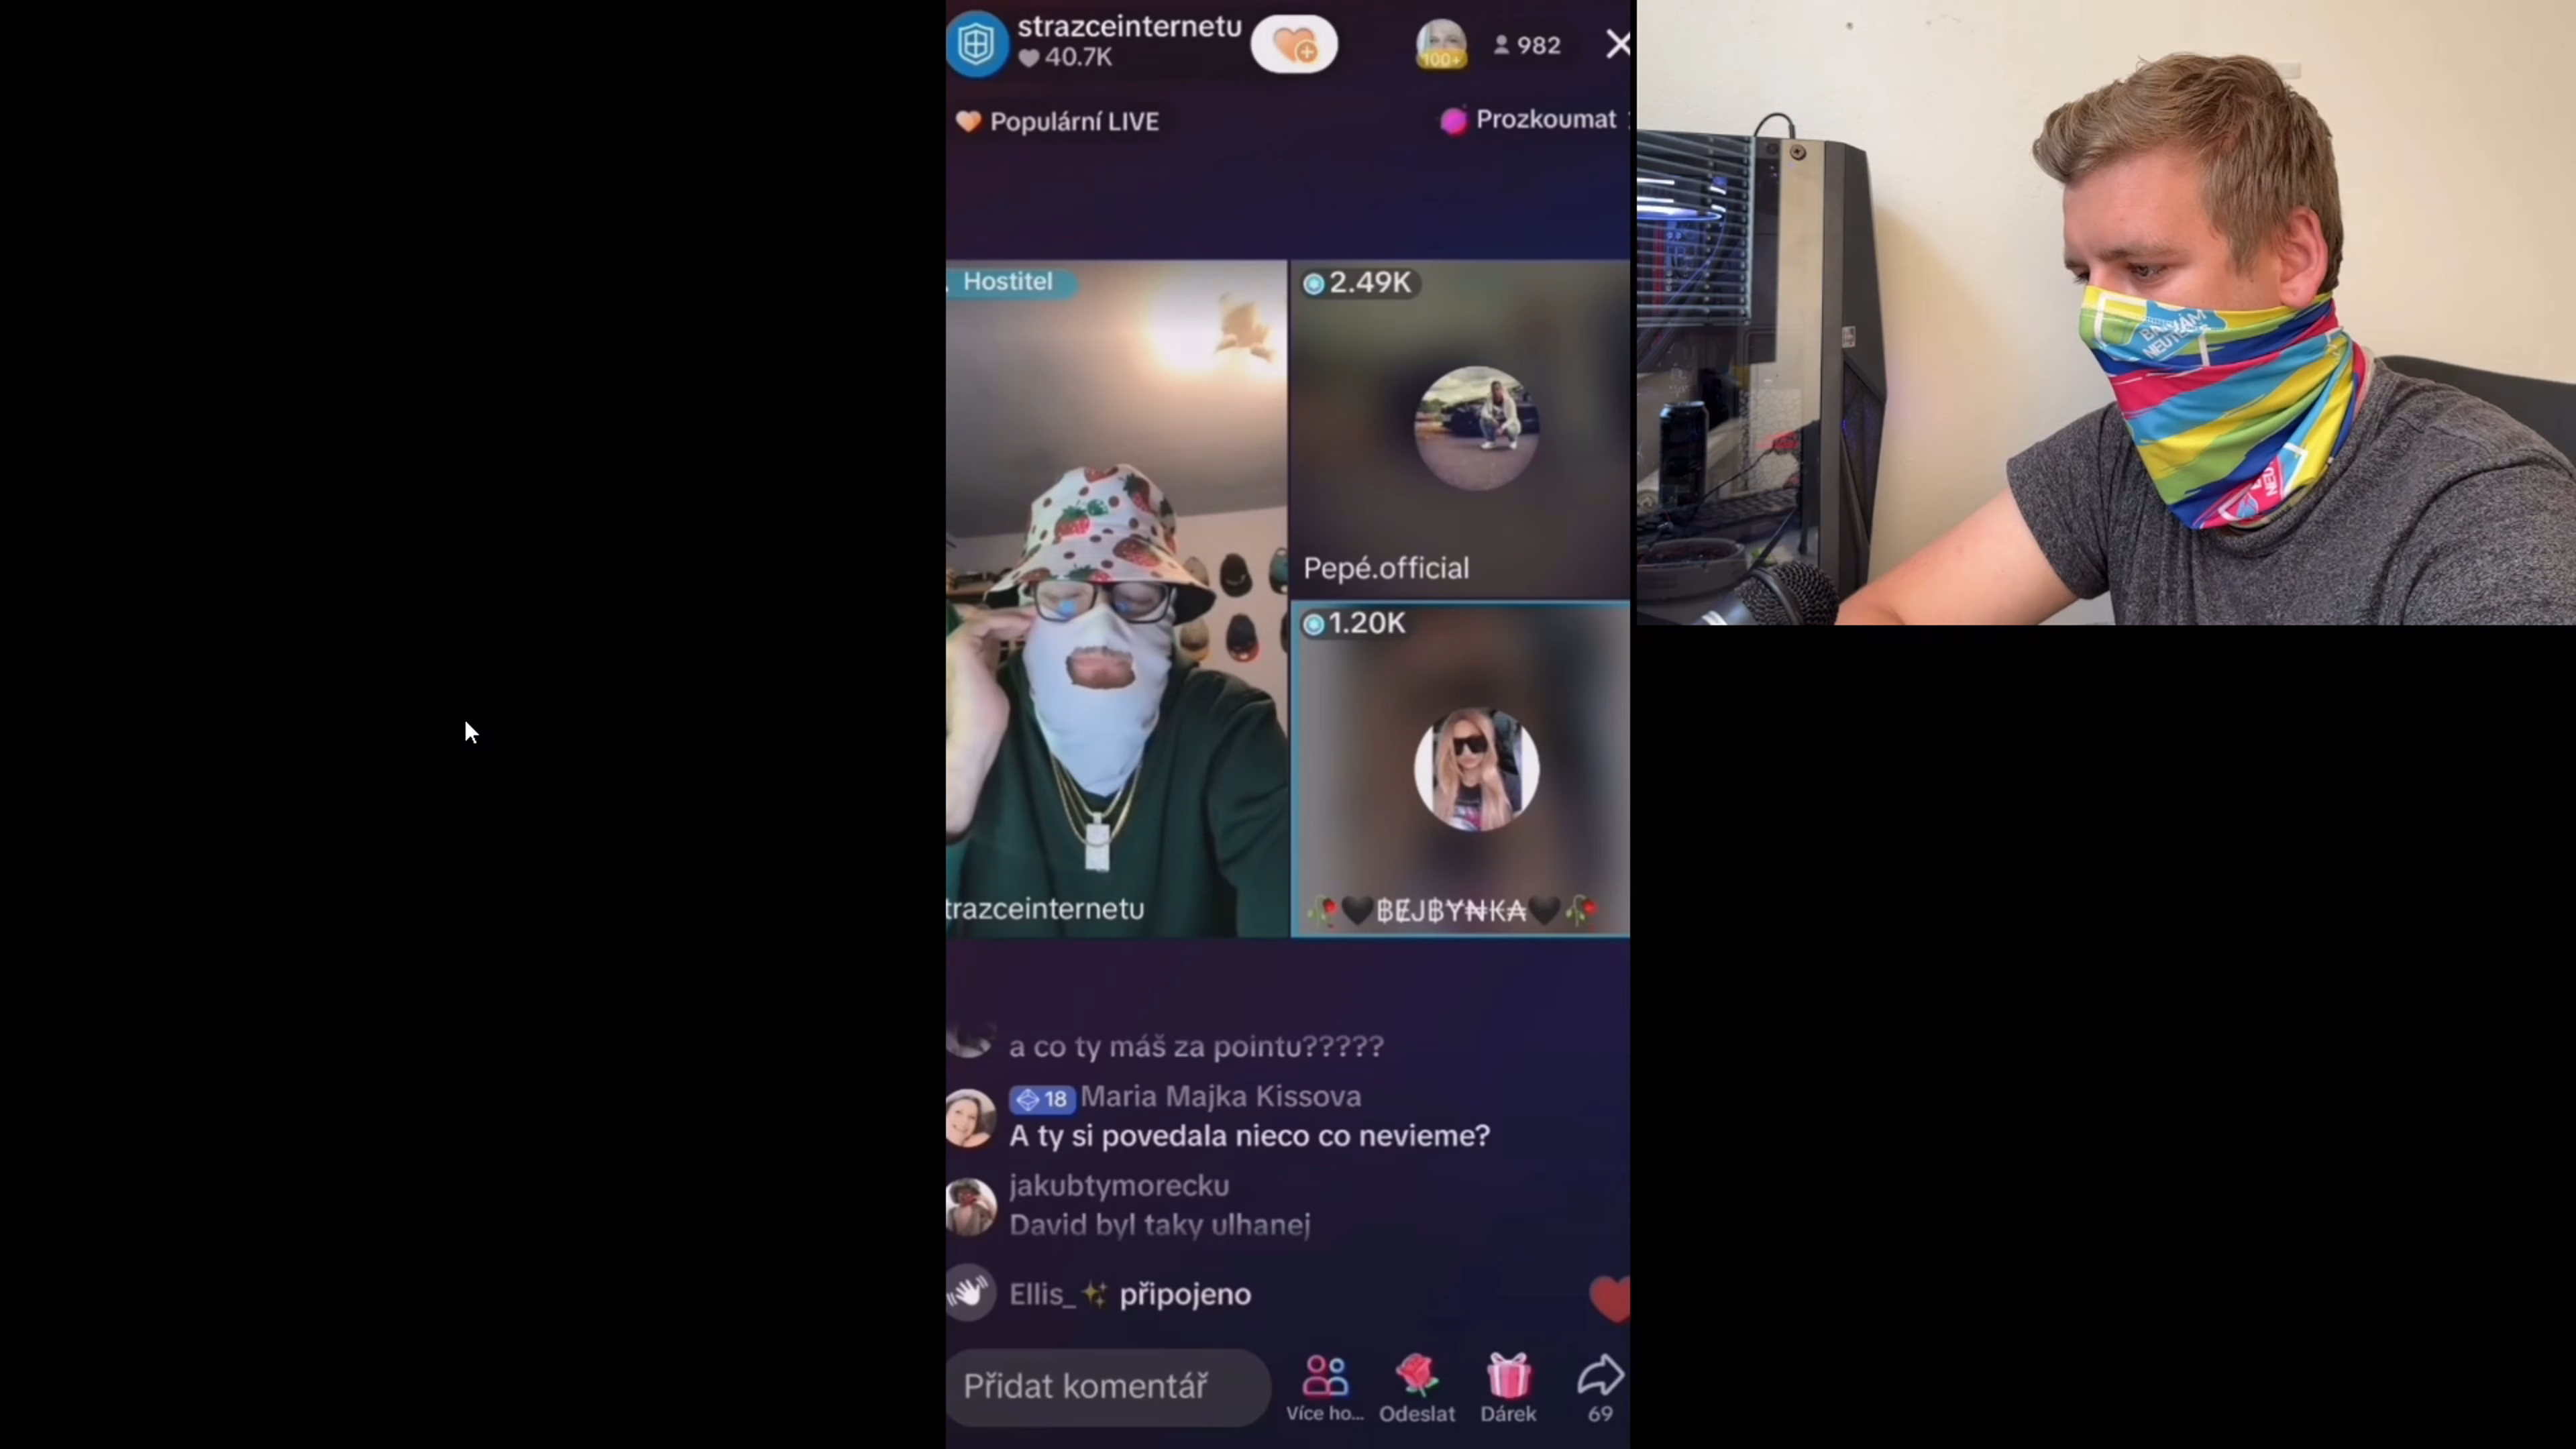 strazceinternetu
40.7K
100+
982
Populární LIVE
Prozkoumat
Hostitel
2.49K
Pepé.official
1.20K
trazceinternetu
🥀🖤฿ɆJ฿Ɏ₦₭₳🖤🥀
a co ty máš za pointu?????
18 Maria Majka Kissova
A ty si povedala nieco co nevieme?
jakubtymorecku
David byl taky ulhanej
Ellis_✨ připojeno
Přidat komentář
Více ho...
Odeslat
Dárek
69